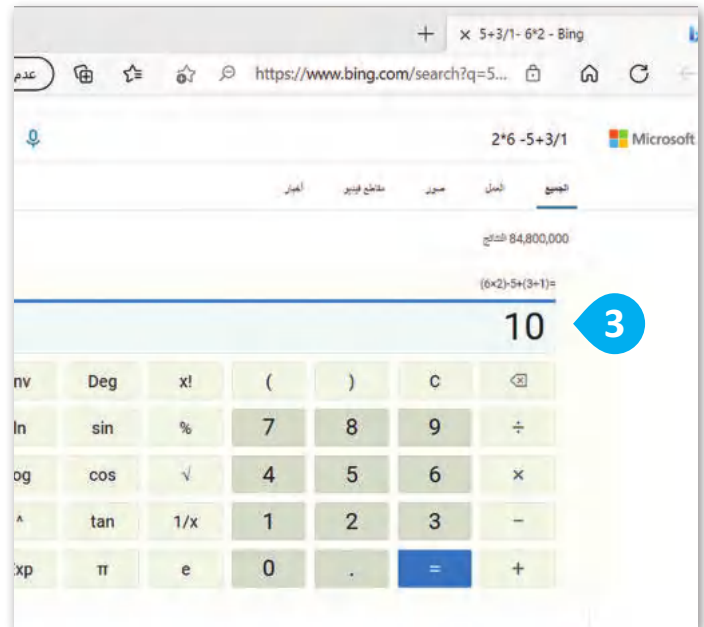 + × 5+3/1- 6*2 - Bing
عدم https://www.bing.com/search?q=5...
2*6 -5+3/1 Microsoft
الجميع العمل صور مقاطع فيديو أخبار
84,800,000 النتائج
(6×2)-5+(3÷1)=
10 3
nv Deg x! ( ) C
ln sin % 7 8 9 ÷
og cos √ 4 5 6 ×
^ tan 1/x 1 2 3 −
xp π e 0 . = +